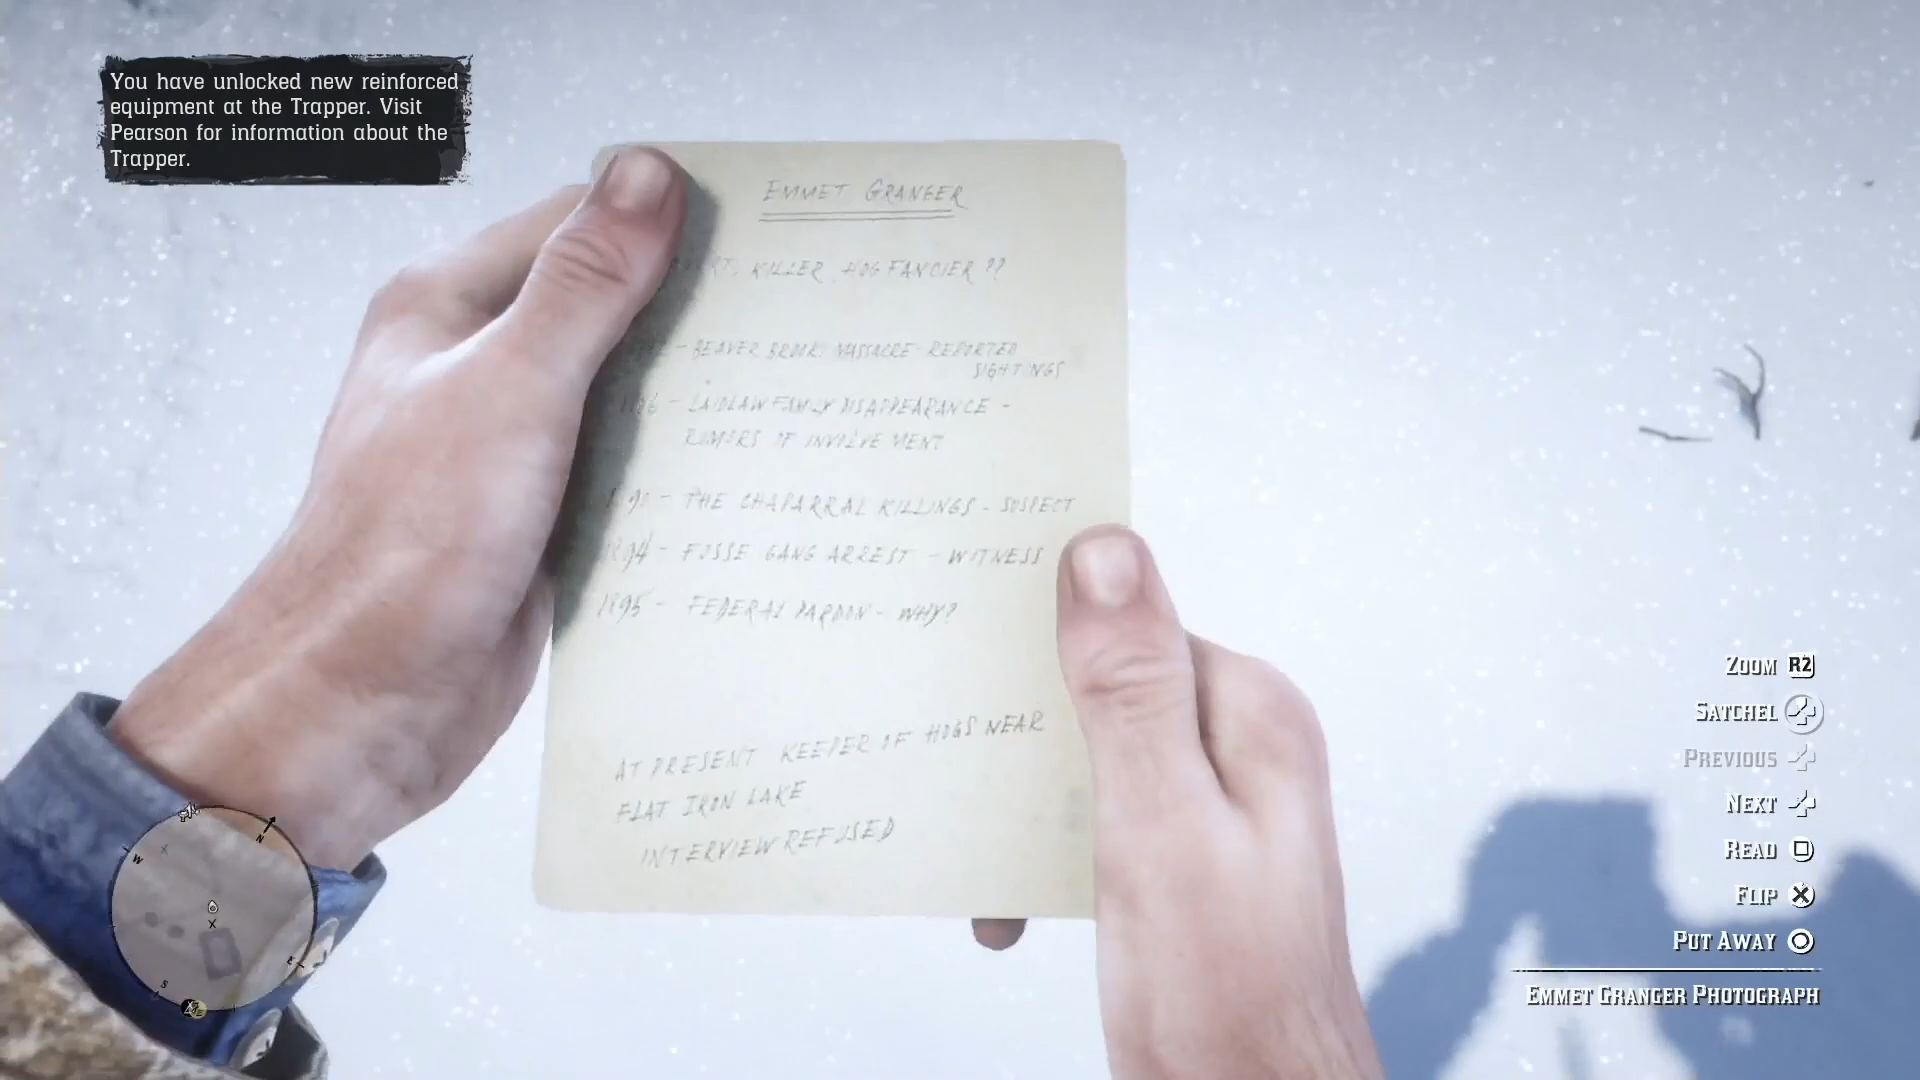 You have unlocked new reinforced
equipment at the Trapper. Visit
Pearson for information about the
Trapper.
EMMET GRANGER
KILLER, HOG FANCIER ??
- BEAVER BROOK MASSACRE - REPORTED
SIGHTINGS
- LAIDLAW FAMILY DISAPPEARANCE -
RUMORS OF INVOLVEMENT
- THE CHAPARRAL KILLINGS - SUSPECT
1894 - FOSSE GANG ARREST - WITNESS
1895 - FEDERAL PARDON - WHY?
AT PRESENT KEEPER OF HOGS NEAR
FLAT IRON LAKE
INTERVIEW REFUSED
ZOOM R2
SATCHEL
PREVIOUS
NEXT
READ
FLIP
PUT AWAY
EMMET GRANGER PHOTOGRAPH
N
W
S
E